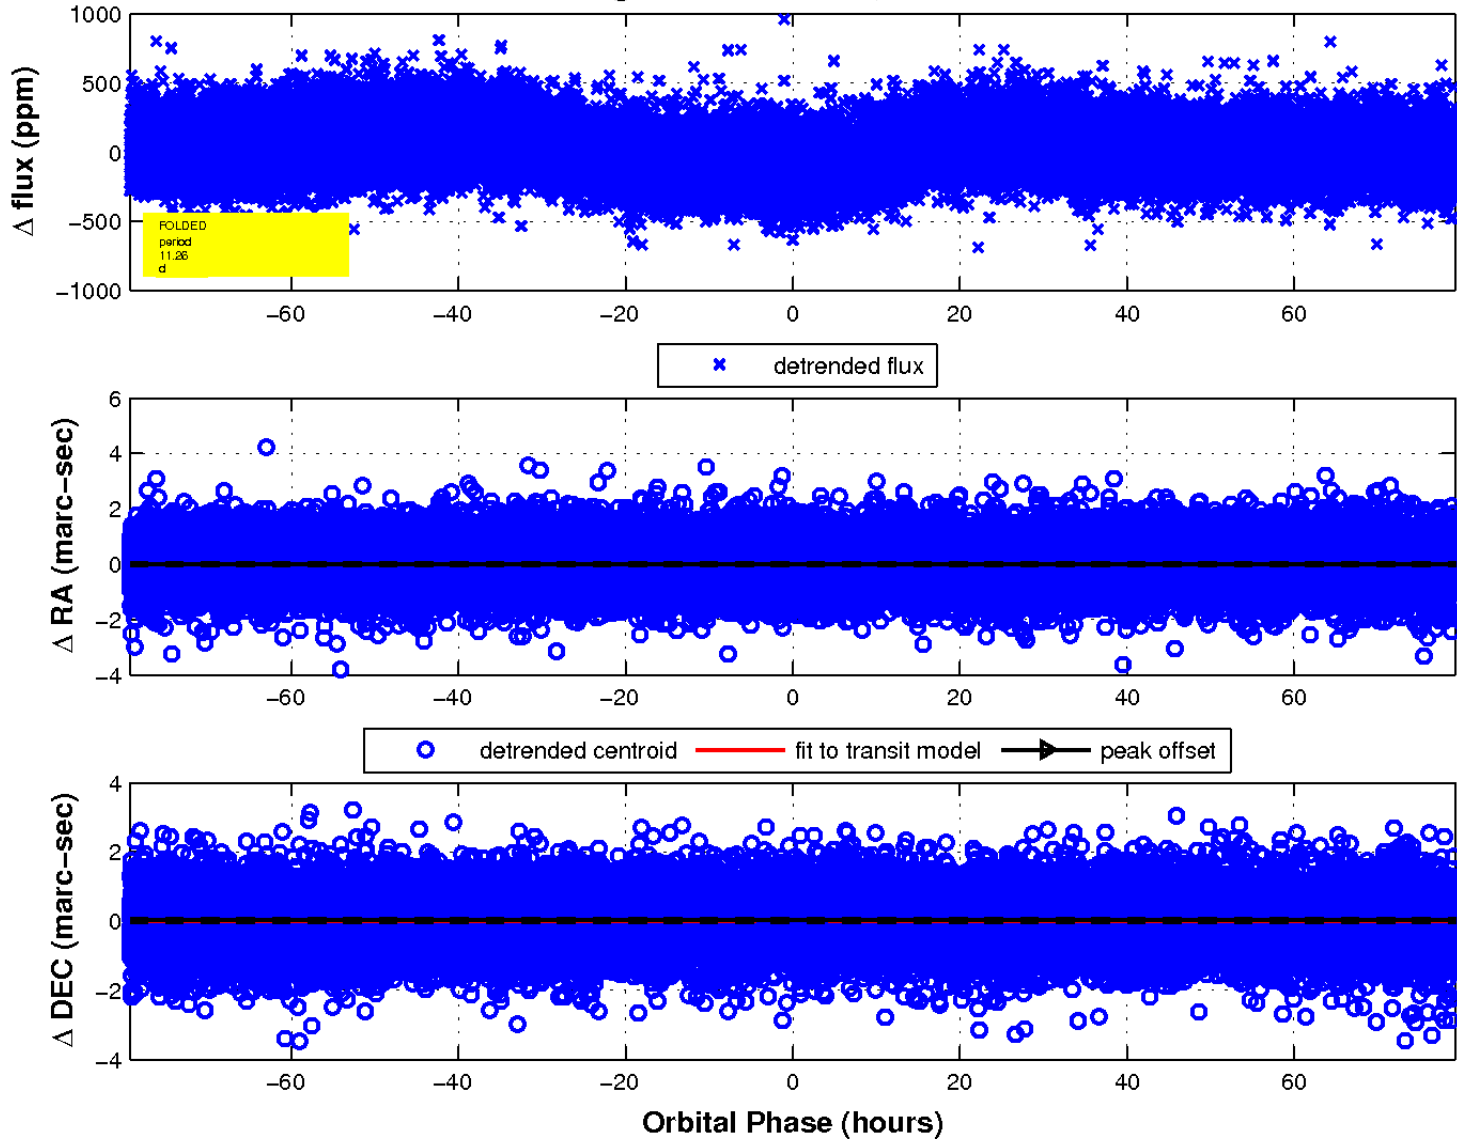 1000
500
0
−500
−1000
Δ flux (ppm)
FOLDED
period
11.26
d
−60 −40 −20 0 20 40 60
detrended flux
6
4
2
0
−2
−4
Δ RA (marc−sec)
−60 −40 −20 0 20 40 60
detrended centroid fit to transit model peak offset
4
2
0
−2
−4
Δ DEC (marc−sec)
−60 −40 −20 0 20 40 60
Orbital Phase (hours)